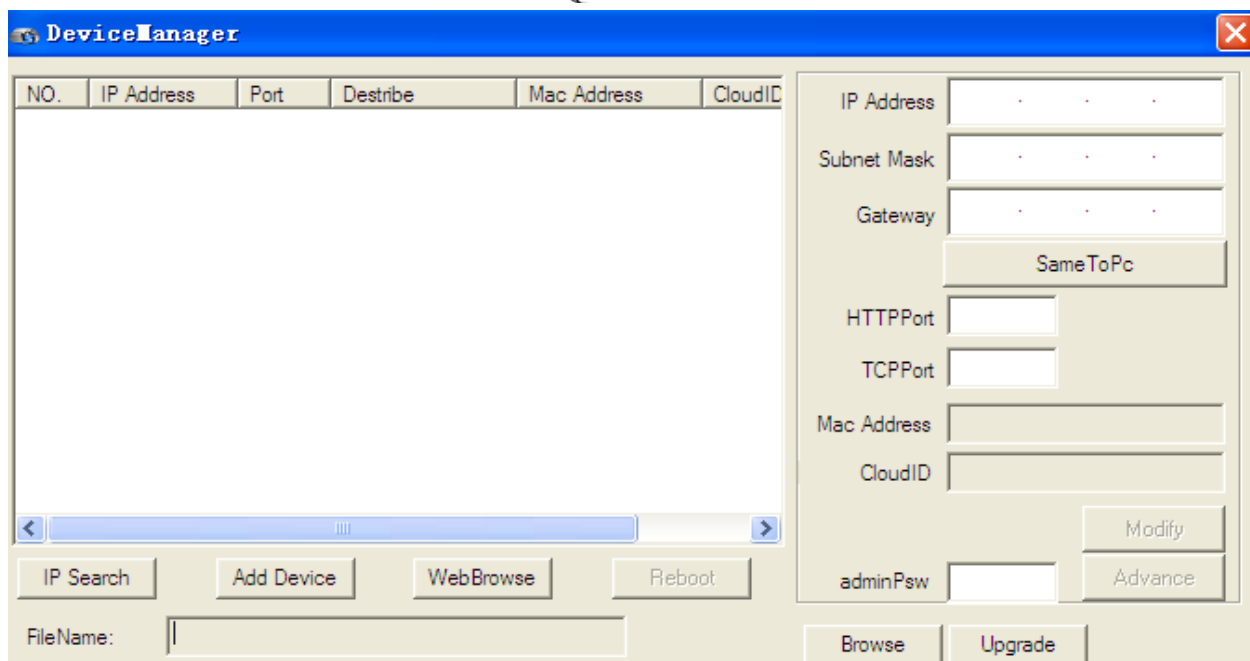 DeviceManager
NO. IP Address Port Destribe Mac Address CloudID
IP Address
Subnet Mask
Gateway
SameToPc
HTTPPort
TCPPort
Mac Address
CloudID
Modify
IP Search Add Device WebBrowse Reboot
adminPsw Advance
FileName:
Browse Upgrade